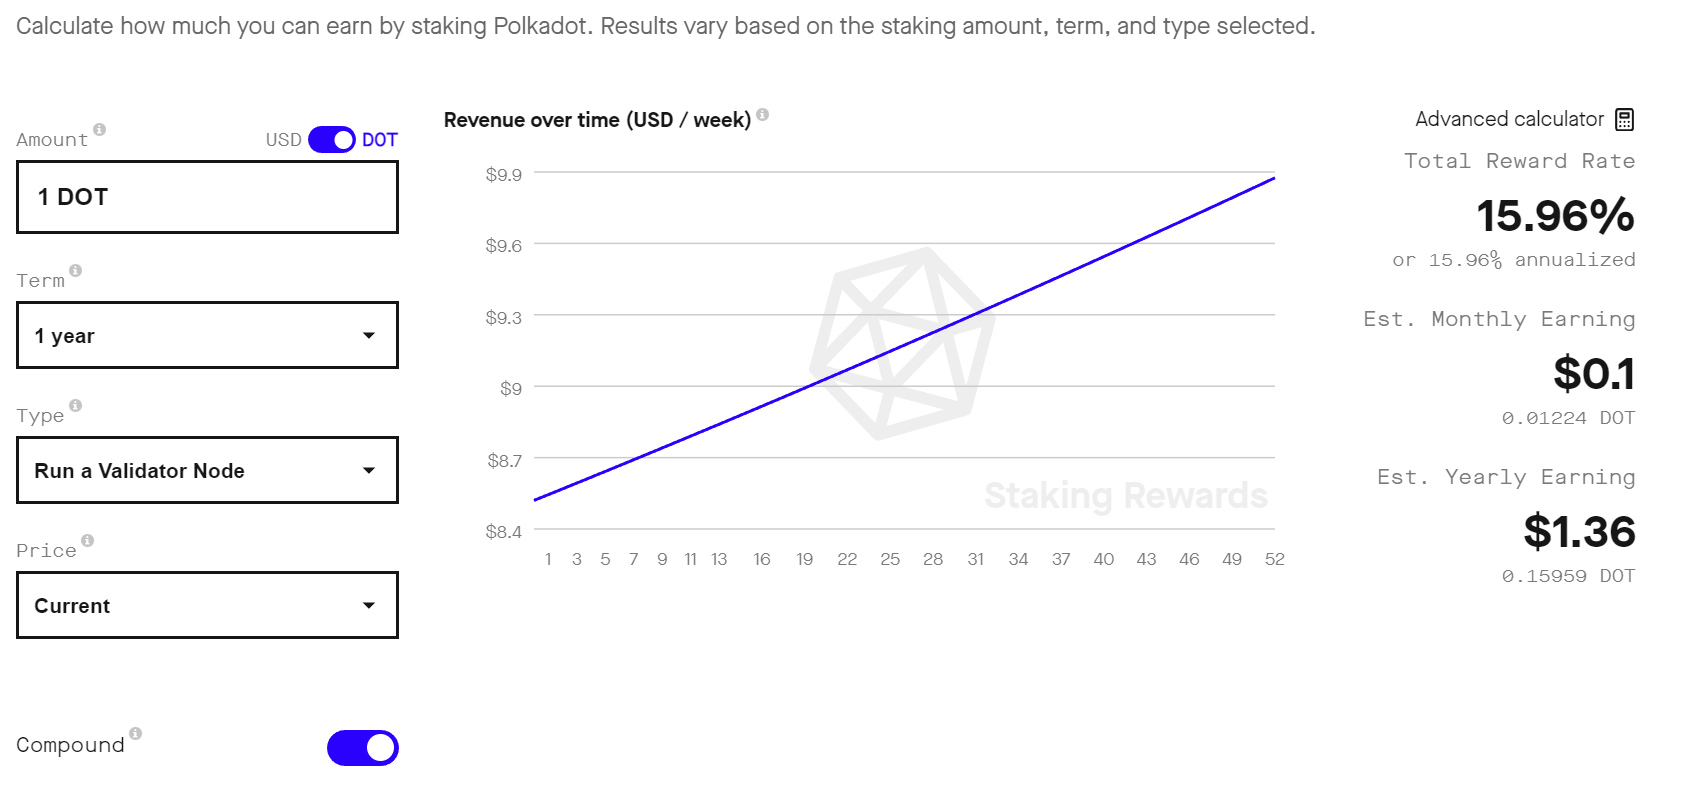 Calculate how much you can earn by staking Polkadot. Results vary based on the staking amount, term, and type selected.
Amount
USD DOT
1 DOT
Term
1 year
Type
Run a Validator Node
Price
Current
Compound
Revenue over time (USD / week)
$9.9
$9.6
$9.3
$9
$8.7
$8.4
1 3 5 7 9 11 13 16 19 22 25 28 31 34 37 40 43 46 49 52
Staking Rewards
Advanced calculator
Total Reward Rate
15.96%
or 15.96% annualized
Est. Monthly Earning
$0.1
0.01224 DOT
Est. Yearly Earning
$1.36
0.15959 DOT